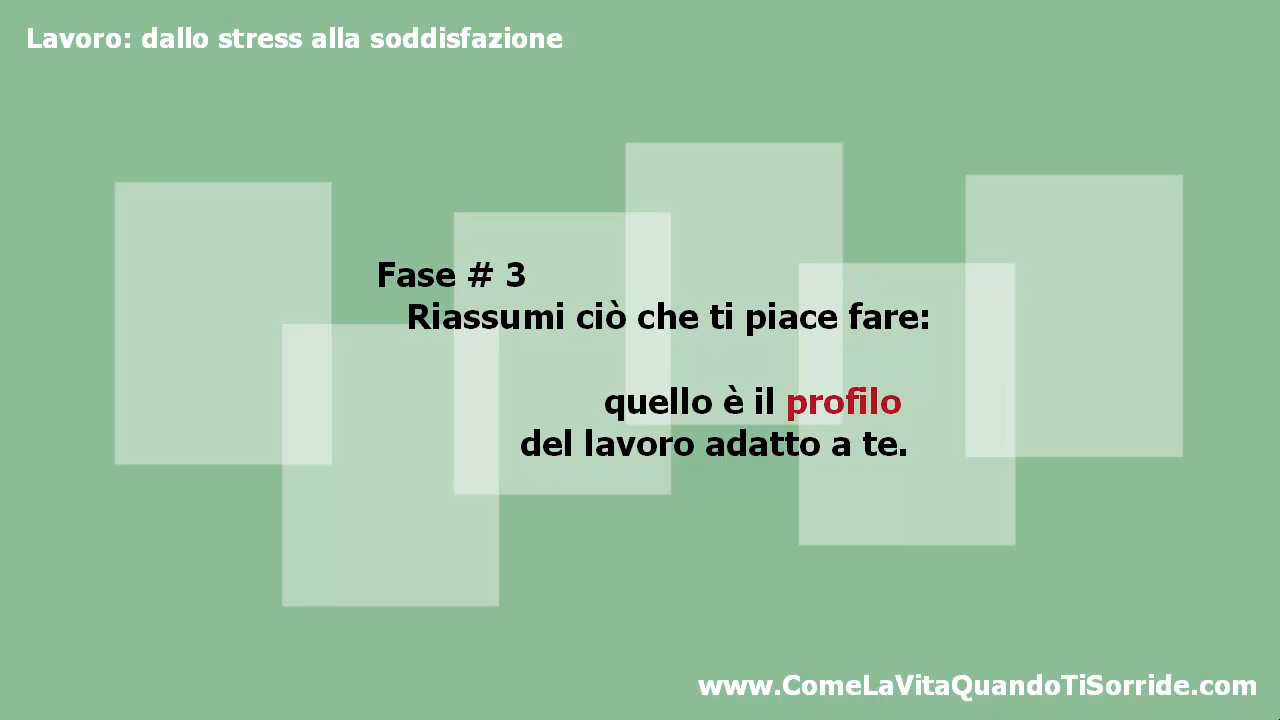 Lavoro: dallo stress alla soddisfazione
Fase # 3
Riassumi ciò che ti piace fare:
quello è il profilo
del lavoro adatto a te.
www.ComeLaVitaQuandoTiSorride.com